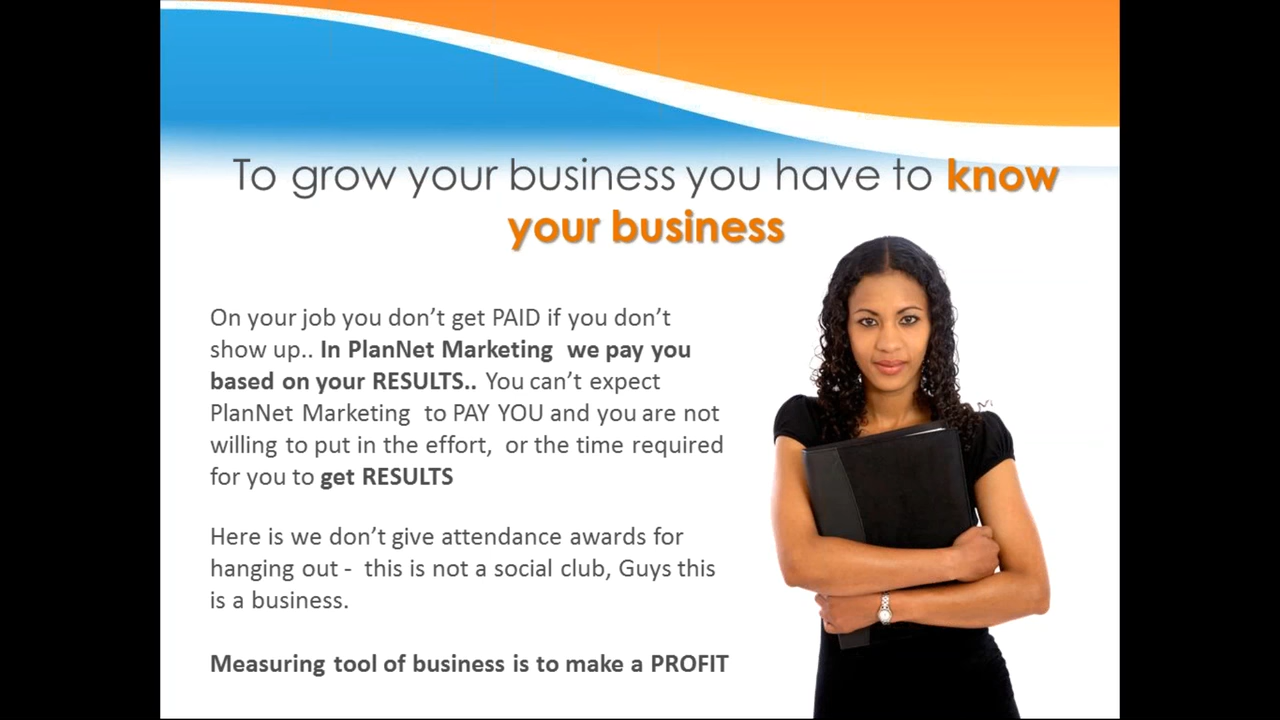 To grow your business you have to know
your business
On your job you don't get PAID if you don't
show up.. In PlanNet Marketing we pay you
based on your RESULTS.. You can't expect
PlanNet Marketing to PAY YOU and you are not
willing to put in the effort, or the time required
for you to get RESULTS
Here is we don't give attendance awards for
hanging out - this is not a social club, Guys this
is a business.
Measuring tool of business is to make a PROFIT